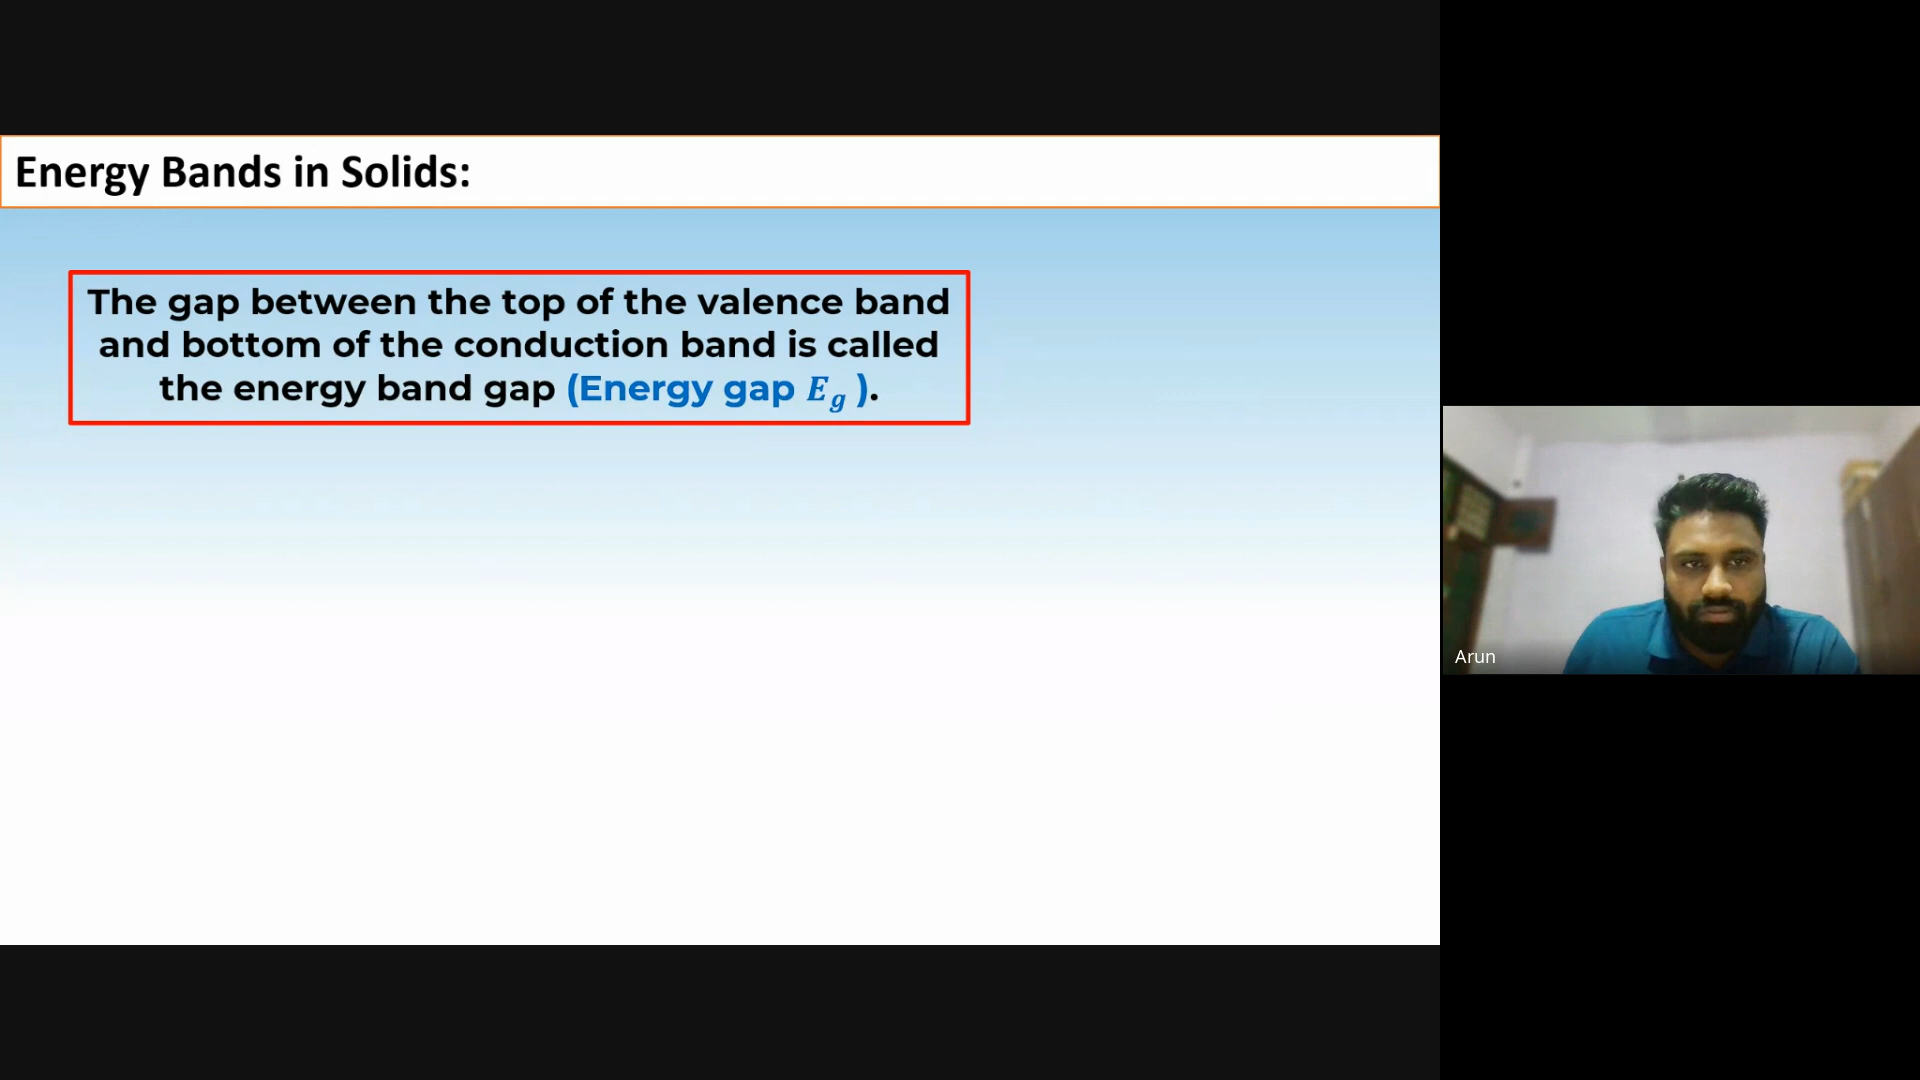 Energy Bands in Solids:
The gap between the top of the valence band
and bottom of the conduction band is called
the energy band gap (Energy gap E_g ).
Arun